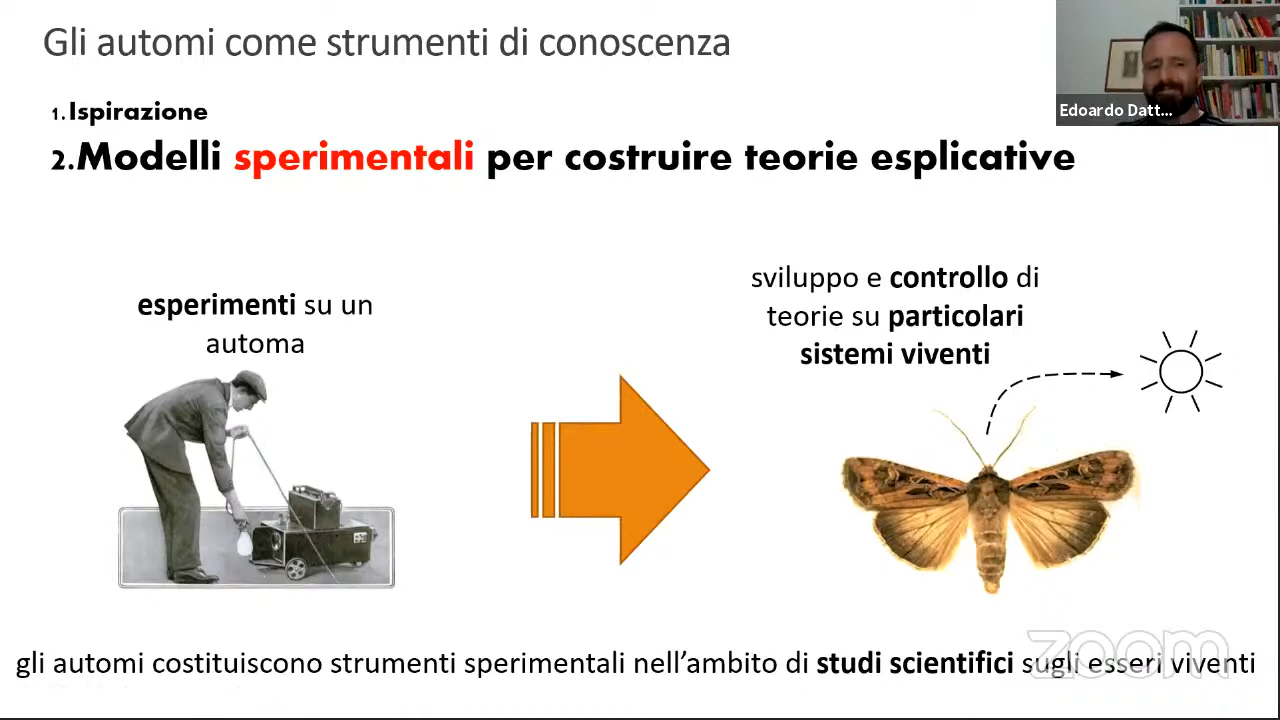 Gli automi come strumenti di conoscenza
Edoardo Datt...
1.Ispirazione
2.Modelli sperimentali per costruire teorie esplicative
esperimenti su un
automa
sviluppo e controllo di
teorie su particolari
sistemi viventi
zoom
gli automi costituiscono strumenti sperimentali nell’ambito di studi scientifici sugli esseri viventi